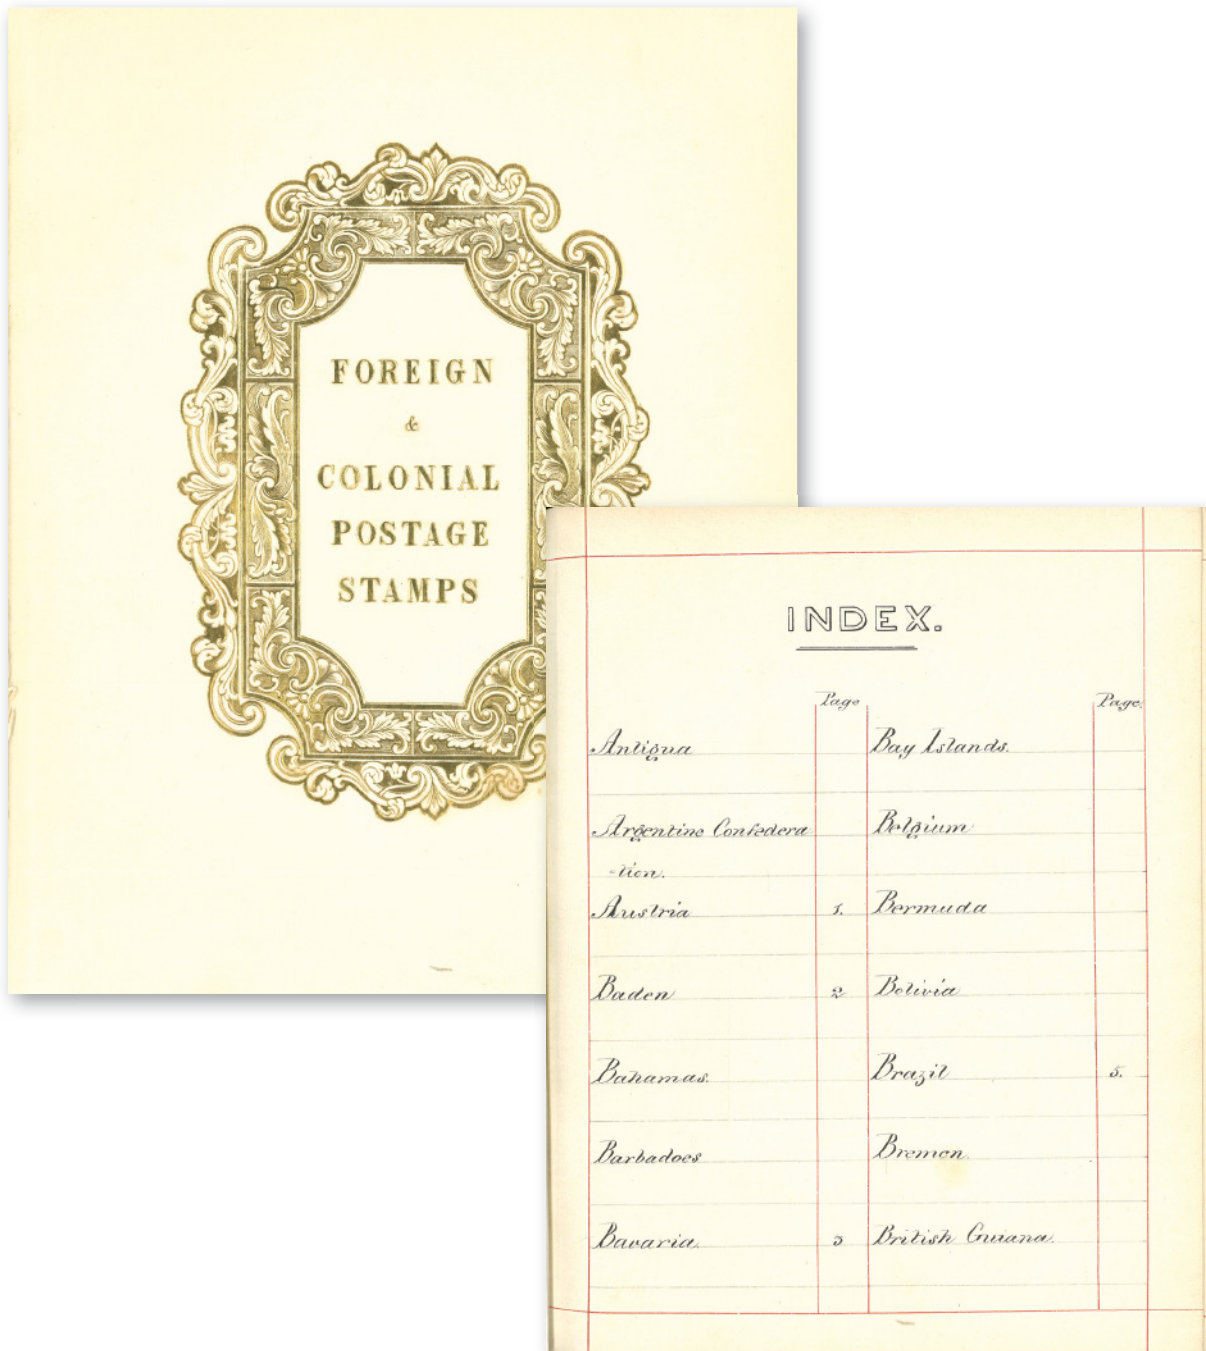 FOREIGN
&
COLONIAL
POSTAGE
STAMPS
INDEX.
Page
Page.
Antigua
Bay Islands.
Argentine Confedera
Belgium
-tion.
Austria 1.
Bermuda
Baden 2
Bolivia
Bahamas.
Brazil 5.
Barbadoes
Bremen.
Bavaria. 3
British Guiana.